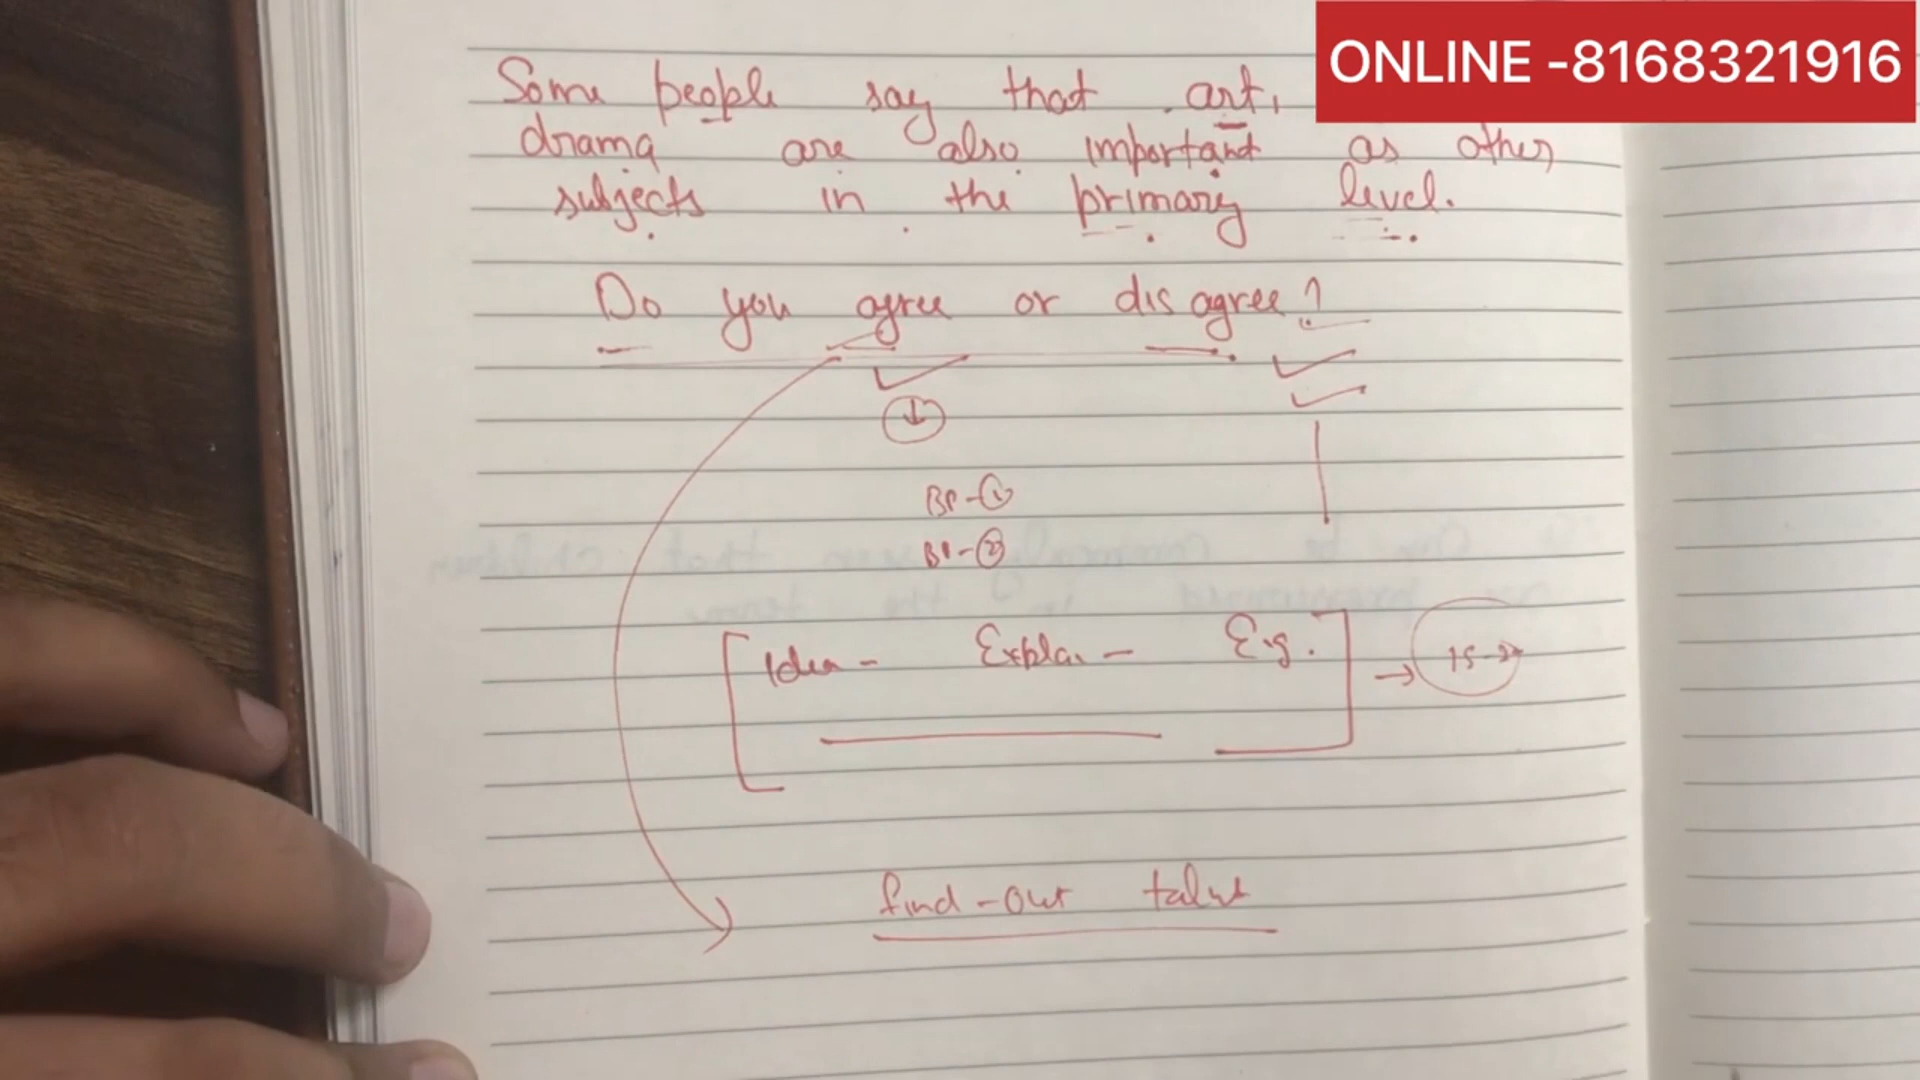 ONLINE -8168321916
Some people say that art,
drama are also important as other
subjects in the primary level.
Do you agree or disagree?
BP-①
BP-②
Idea - Explai - E.g. →
find-out talent